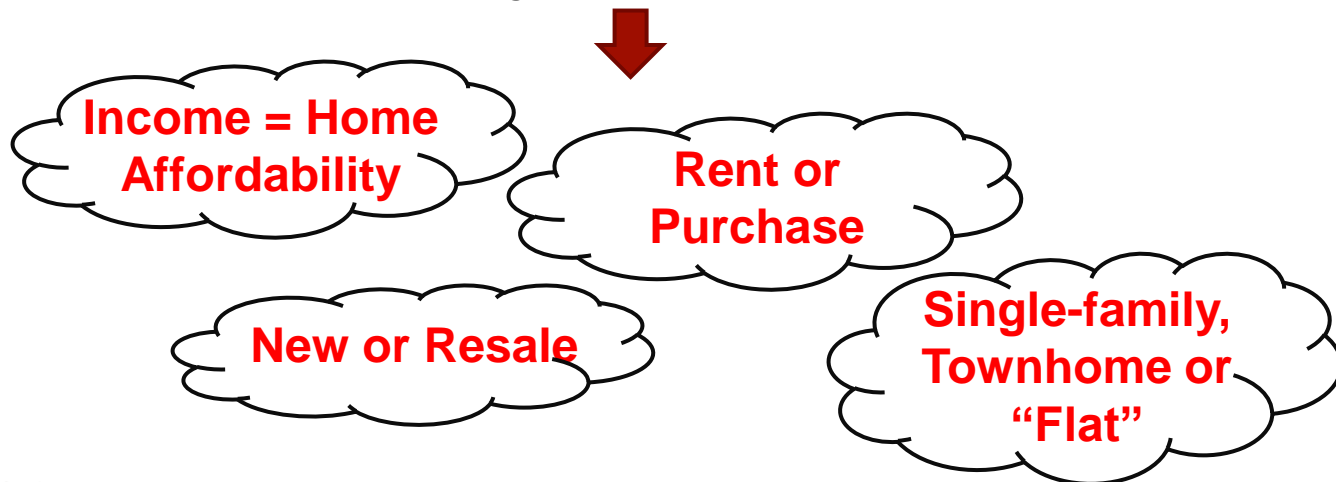 Income = Home
Affordability
Rent or
Purchase
New or Resale
Single-family,
Townhome or
“Flat”